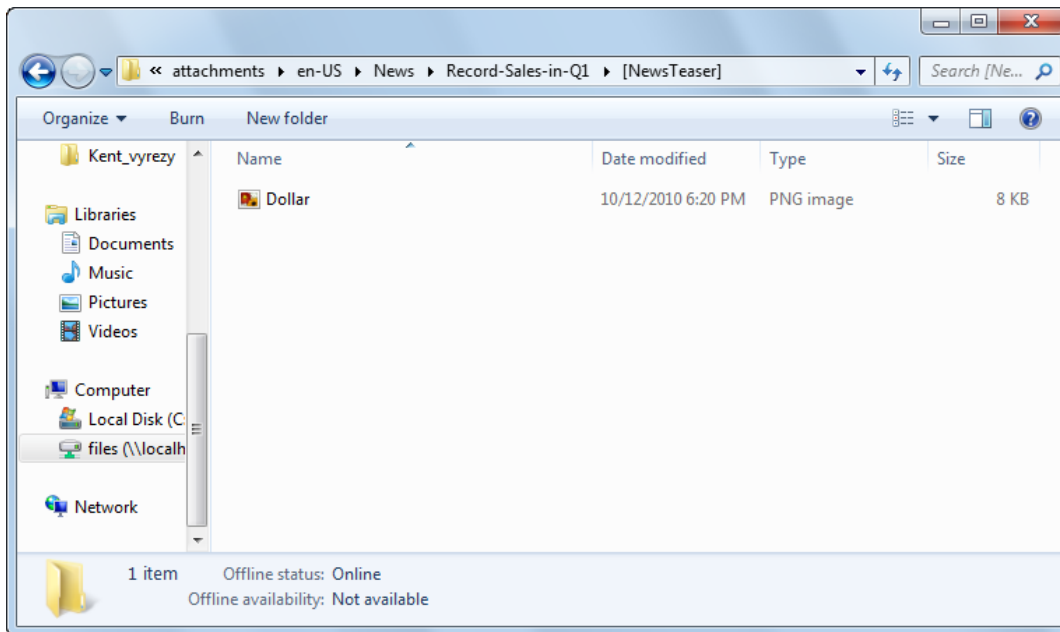 « attachments ▸ en-US ▸ News ▸ Record-Sales-in-Q1 ▸ [NewsTeaser] Search [Ne...
Organize Burn New folder
Kent_vyrezy
Name Date modified Type Size
Dollar 10/12/2010 6:20 PM PNG image 8 KB
Libraries
Documents
Music
Pictures
Videos
Computer
Local Disk (C:
files (\\localh
Network
1 item Offline status: Online
Offline availability: Not available